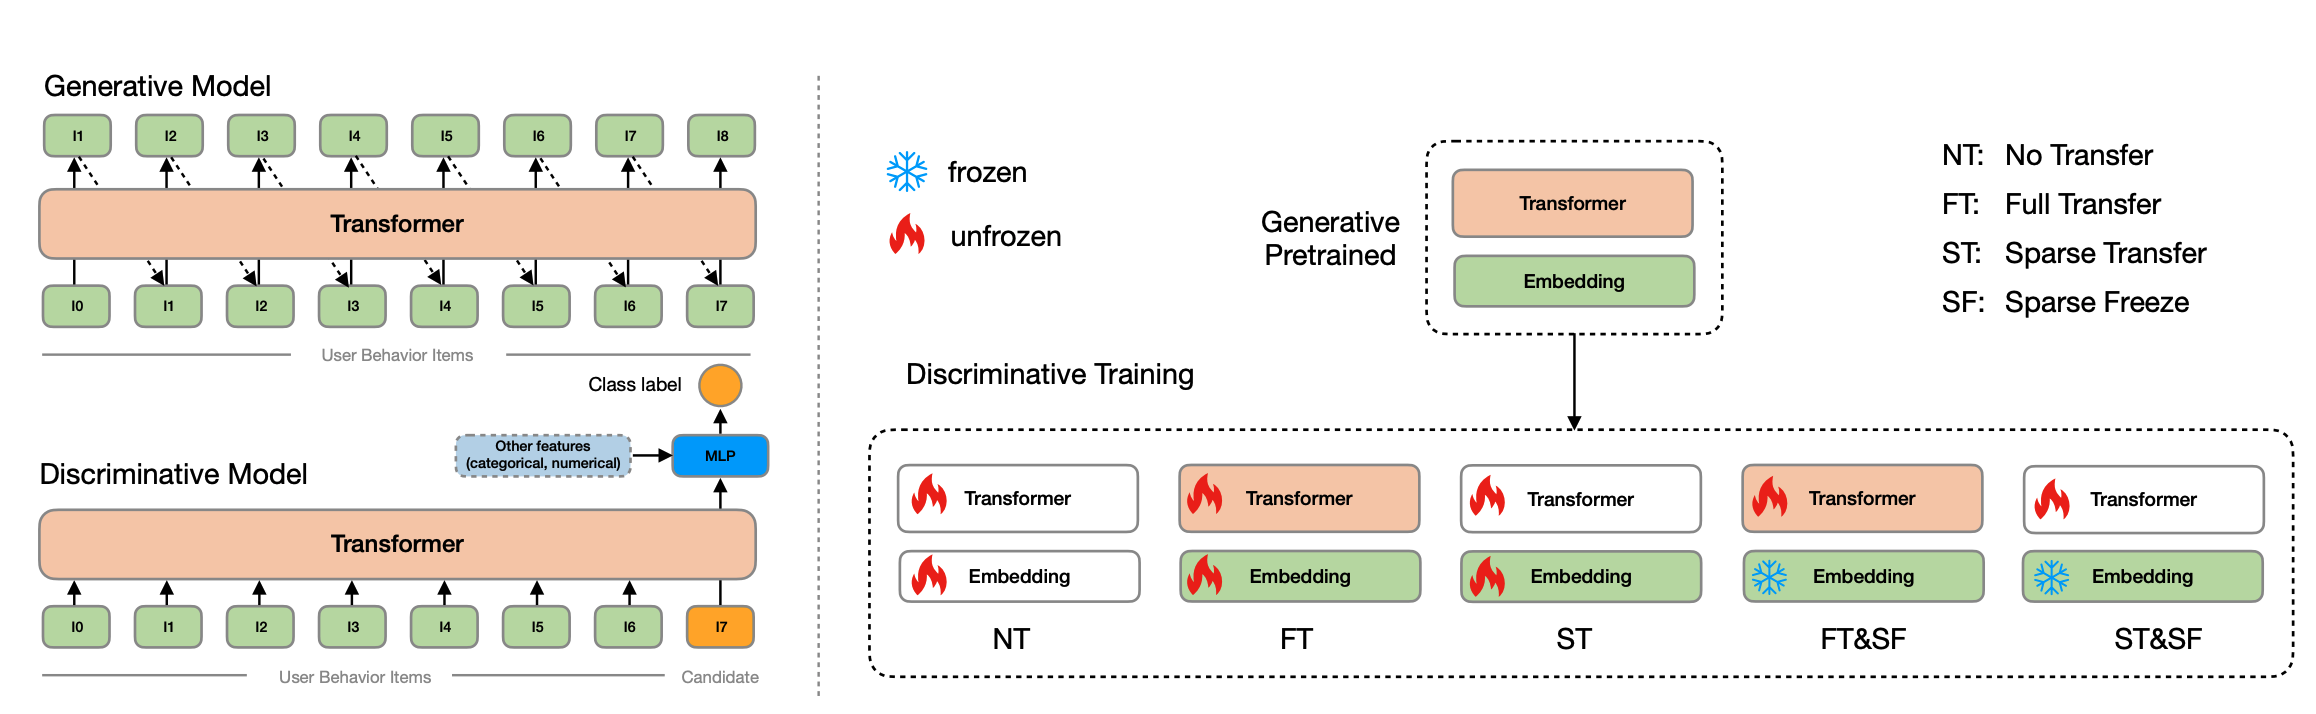 Generative Model
I1 I2 I3 I4 I5 I6 I7 I8
Transformer
I0 I1 I2 I3 I4 I5 I6 I7
User Behavior Items
Class label
Other features
(categorical, numerical)
MLP
Discriminative Model
Transformer
I0 I1 I2 I3 I4 I5 I6 I7
User Behavior Items
Candidate
frozen
unfrozen
Generative
Pretrained
Transformer
Embedding
NT: No Transfer
FT: Full Transfer
ST: Sparse Transfer
SF: Sparse Freeze
Discriminative Training
Transformer Transformer Transformer Transformer Transformer
Embedding Embedding Embedding Embedding Embedding
NT FT ST FT&SF ST&SF